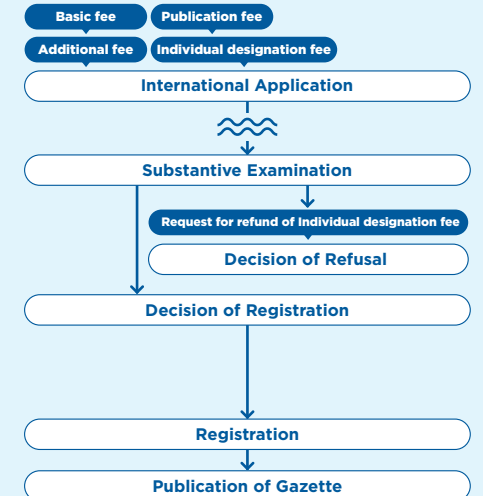 Basic fee
Publication fee
Additional fee
Individual designation fee
International Application
Substantive Examination
Request for refund of Individual designation fee
Decision of Refusal
Decision of Registration
Registration
Publication of Gazette